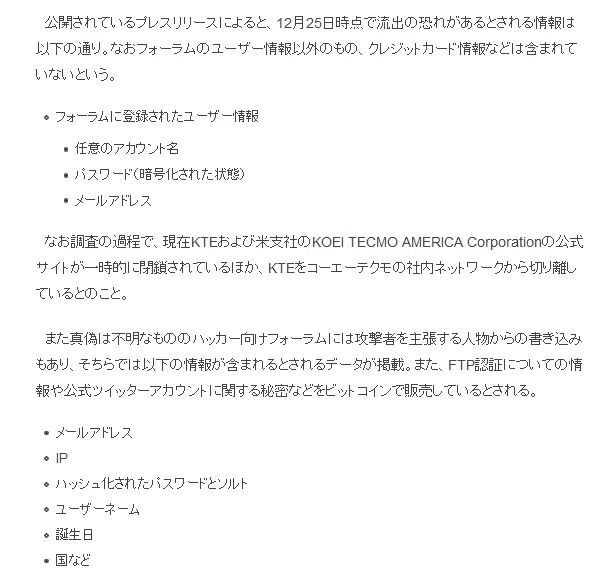 公開されているプレスリリースによると、12月25日時点で流出の恐れがあるとされる情報は
以下の通り。なおフォーラムのユーザー情報以外のもの、クレジットカード情報などは含まれて
いないという。
フォーラムに登録されたユーザー情報
任意のアカウント名
パスワード(暗号化された状態)
メールアドレス
なお調査の過程で、現在KTEおよび米支社のKOEI TECMO AMERICA Corporationの公式
サイトが一時的に閉鎖されているほか、KTEをコーエーテクモの社内ネットワークから切り離し
ているとのこと。
また真偽は不明なもののハッカー向けフォーラムには攻撃者を主張する人物からの書き込み
もあり、そちらでは以下の情報が含まれるとされるデータが掲載。また、FTP認証についての情
報や公式ツイッターアカウントに関する秘密などをビットコインで販売しているとされる。
メールアドレス
IP
ハッシュ化されたパスワードとソルト
ユーザーネーム
誕生日
国など